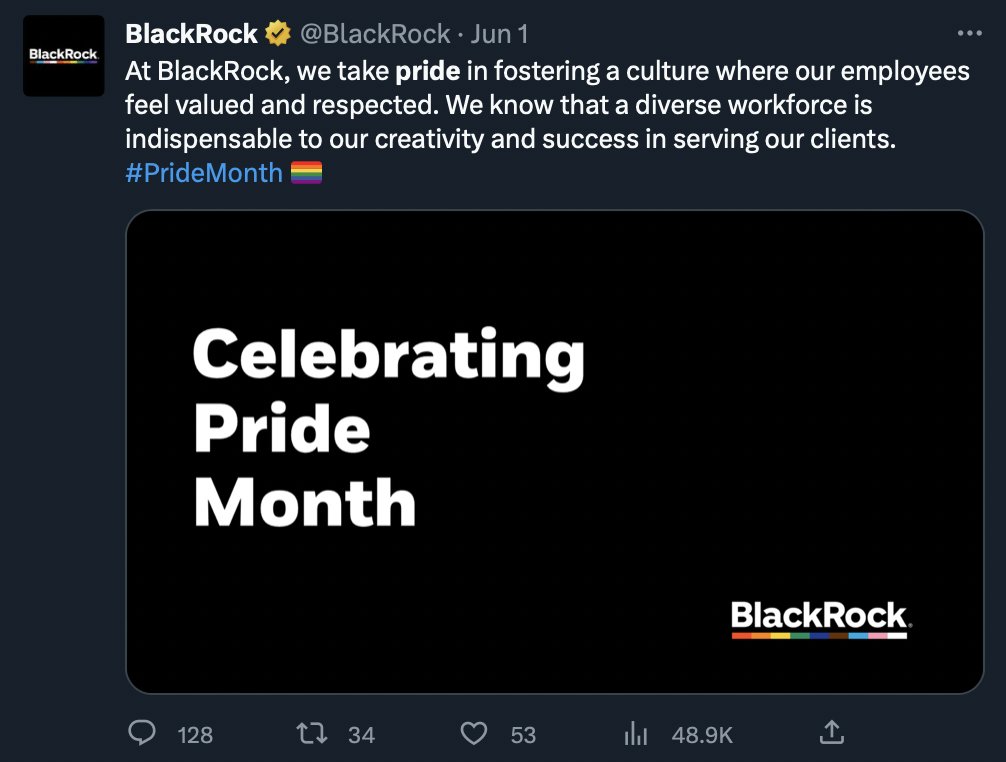 BlackRock @BlackRock · Jun 1
BlackRock
At BlackRock, we take pride in fostering a culture where our employees
feel valued and respected. We know that a diverse workforce is
indispensable to our creativity and success in serving our clients.
#PrideMonth 🏳️‍🌈
Celebrating
Pride
Month
BlackRock®
128 34 53 48.9K